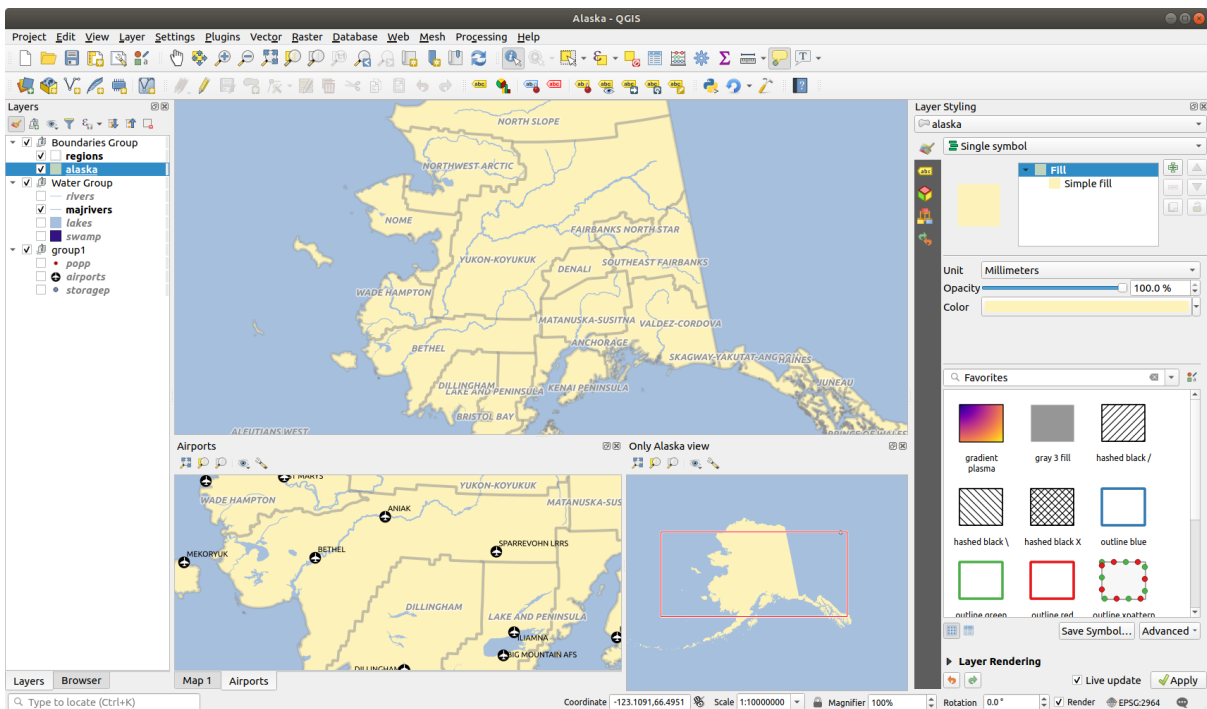 Alaska - QGIS
Project Edit View Layer Settings Plugins Vector Raster Database Web Mesh Processing Help
Layers
Boundaries Group
regions
alaska
Water Group
rivers
majrivers
lakes
swamp
group1
popp
airports
storagep
Layers Browser
NORTH SLOPE
NORTHWEST ARCTIC
NOME
FAIRBANKS NORTH STAR
YUKON-KOYUKUK
SOUTHEAST FAIRBANKS
DENALI
WADE HAMPTON
MATANUSKA-SUSITNA
VALDEZ-CORDOVA
ANCHORAGE
BETHEL
SKAGWAY-YAKUTAT-ANGOON
HAINES
DILLINGHAM
LAKE AND PENINSULA
KENAI PENINSULA
JUNEAU
BRISTOL BAY
ALEUTIANS WEST
PRINCE OF WALES
Airports
ST MARYS
YUKON-KOYUKUK
WADE HAMPTON
MATANUSKA-SUS
ANIAK
MEKORYUK
BETHEL
SPARREVOHN LRRS
DILLINGHAM
LAKE AND PENINSULA
ILIAMNA
BIG MOUNTAIN AFS
DILLINGHAM
Map 1 Airports
Only Alaska view
Layer Styling
alaska
Single symbol
Fill
Simple fill
Unit Millimeters
Opacity 100.0 %
Color
Favorites
gradient plasma
gray 3 fill
hashed black /
hashed black \
hashed black X
outline blue
outline green
outline red
outline xpattern
Save Symbol... Advanced
Layer Rendering
Live update Apply
Type to locate (Ctrl+K)
Coordinate -123.1091,66.4951 Scale 1:10000000 Magnifier 100% Rotation 0.0 ° Render EPSG:2964